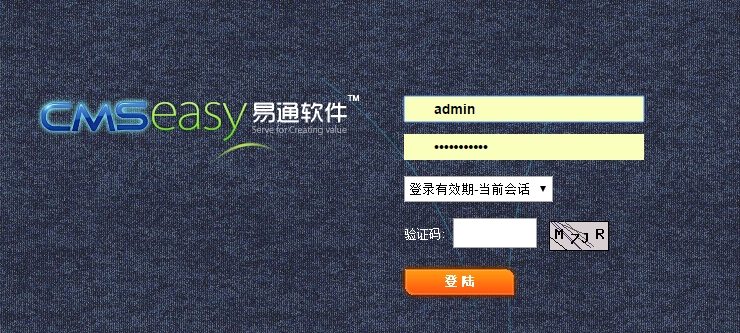 CMSeasy 易通软件™
Serve for Creating value
admin
•••••••••••
登录有效期-当前会话 ▼
验证码: M 7 J R
登 陆